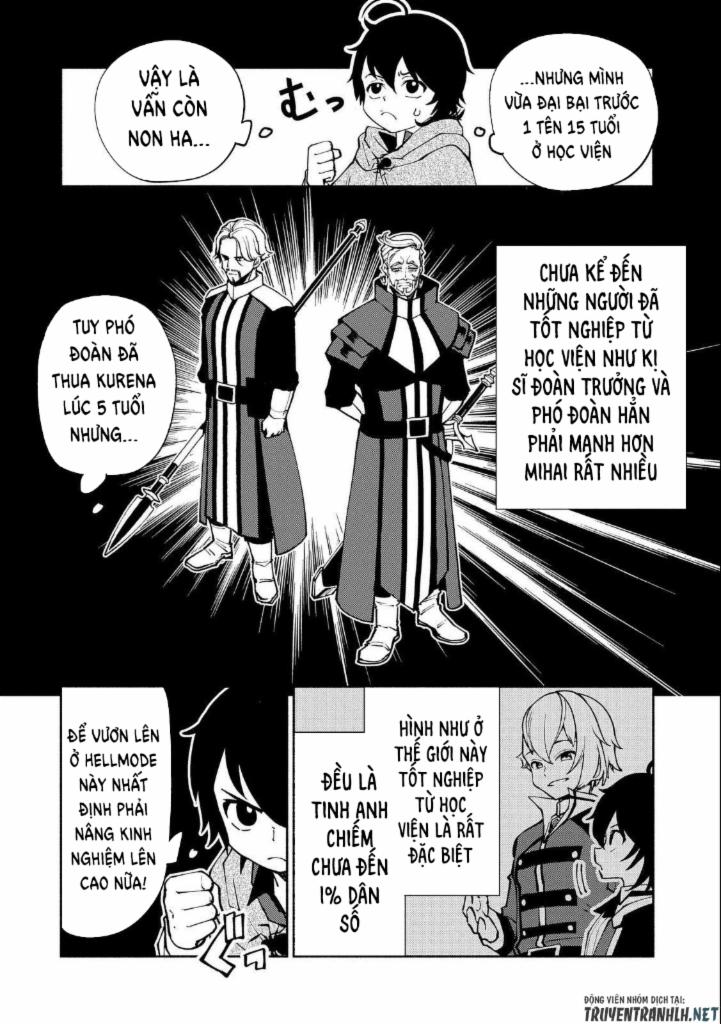 ...NHƯNG MÌNH
VỪA ĐẠI BẠI TRƯỚC
1 TÊN 15 TUỔI
Ở HỌC VIỆN
むっ
VẬY LÀ
VẪN CÒN
NON HA...
CHƯA KỂ ĐẾN
NHỮNG NGƯỜI ĐÃ
TỐT NGHIỆP TỪ
HỌC VIỆN NHƯ KỊ
SĨ ĐOÀN TRƯỞNG VÀ
PHÓ ĐOÀN HẲN
PHẢI MẠNH HƠN
MIHAI RẤT NHIỀU
TUY PHÓ
ĐOÀN ĐÃ
THUA KURENA
LÚC 5 TUỔI
NHƯNG...
HÌNH NHƯ Ở
THẾ GIỚI NÀY
TỐT NGHIỆP
TỪ HỌC
VIỆN LÀ RẤT
ĐẶC BIỆT
ĐỀU LÀ
TINH ANH
CHIẾM
CHƯA ĐẾN
1% DÂN
SỐ
ĐỂ VƯƠN LÊN
Ở HELLMODE
NÀY NHẤT
ĐỊNH PHẢI
NÂNG KINH
NGHIỆM LÊN
CAO NỮA!
ĐỘNG VIÊN NHÓM DỊCH TẠI:
TRUYENTRANHLH.NET